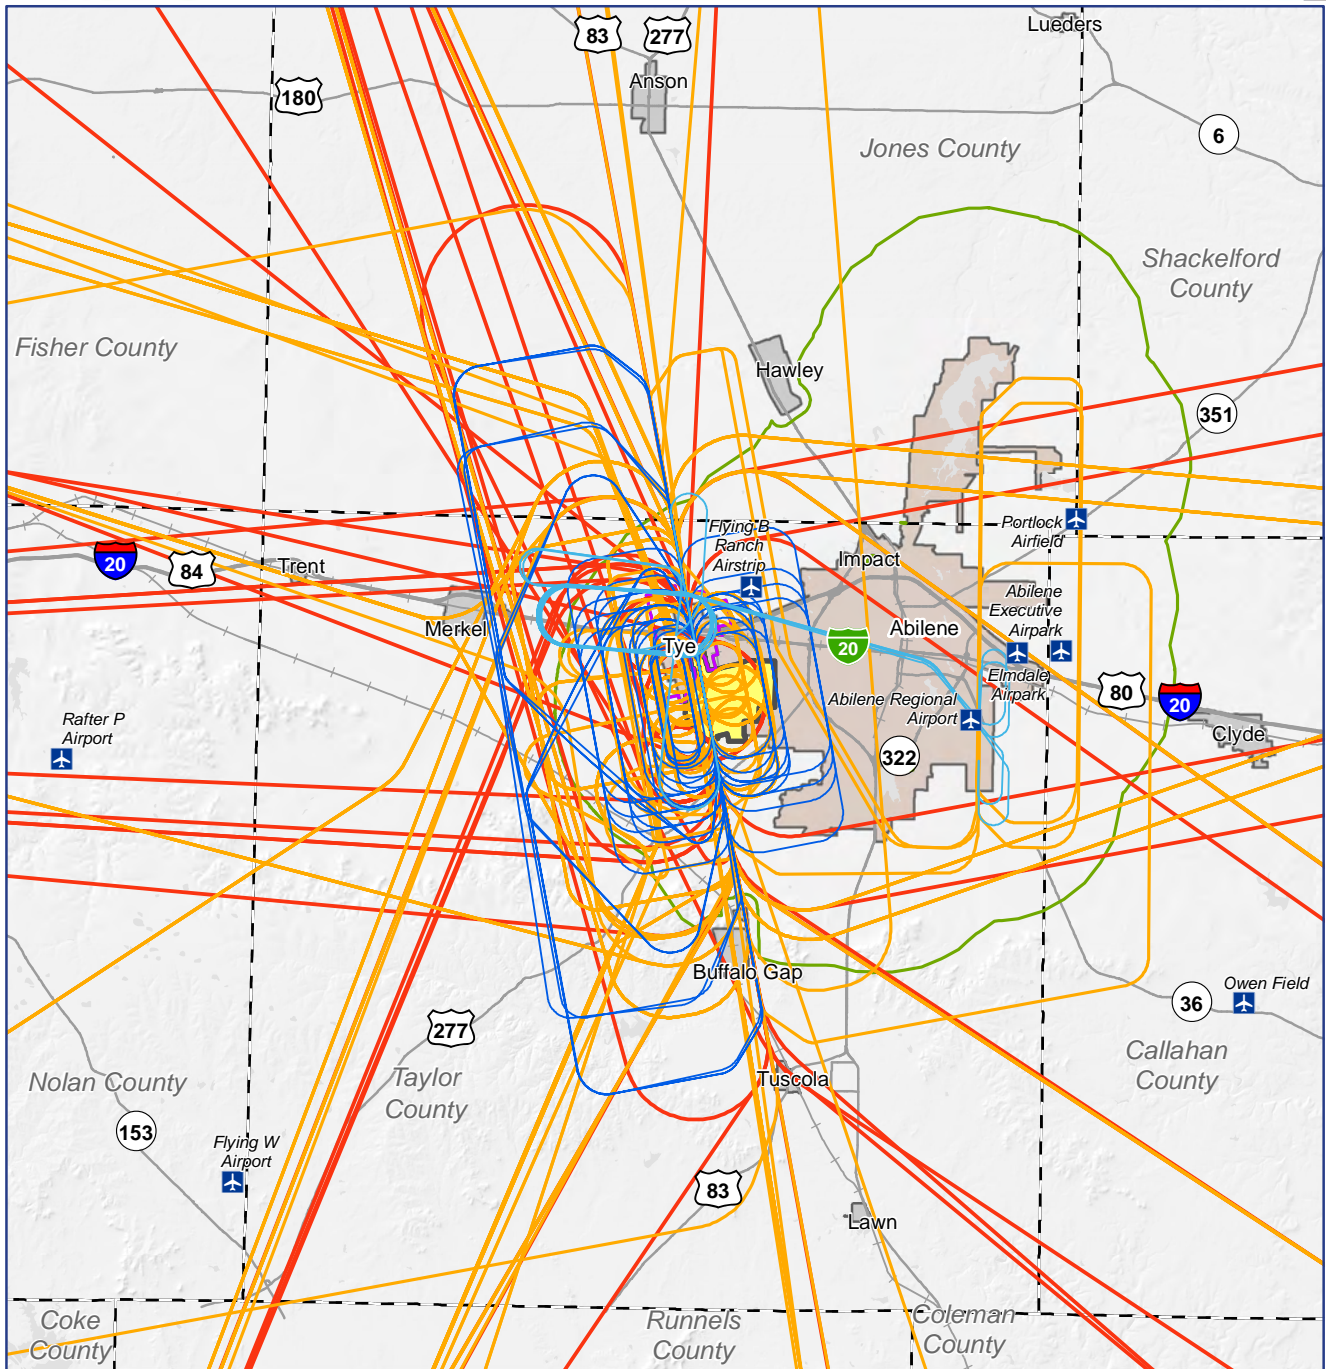 Lueders
83
277
Anson
180
6
Jones County
Shackelford
County
Fisher County
Hawley
351
Portlock
Airfield
Flying B
Ranch
Airstrip
Impact
20
84
Trent
Abilene
Executive
Airpark
Merkel
Tye
Abilene
20
Elmdale
Airpark
80
20
Abilene Regional
Airport
Rafter P
Airport
322
Clyde
Buffalo Gap
Owen Field
36
277
Callahan
County
Nolan County
Taylor
County
Tuscola
153
Flying W
Airport
83
Lawn
Coke
County
Runnels
County
Coleman
County